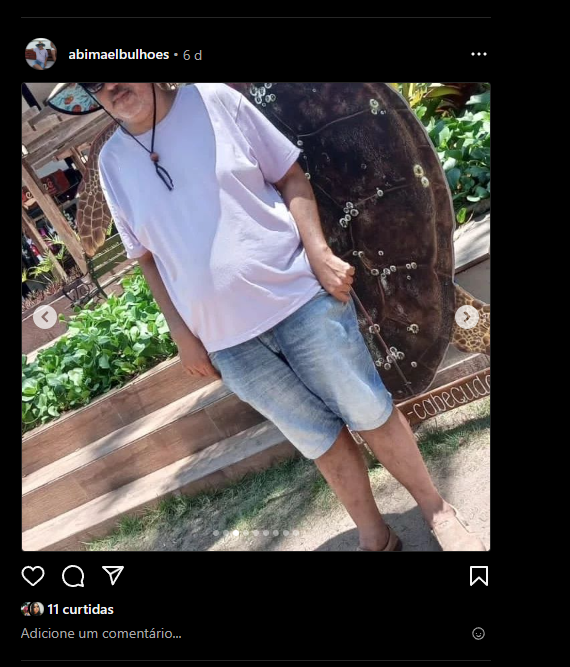 abimaelbulhoes • 6 d
-cabeçuda
11 curtidas
Adicione um comentário...